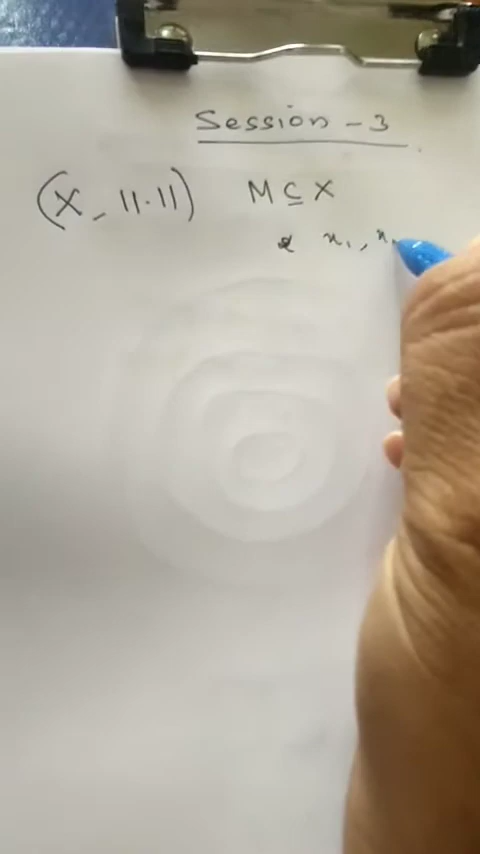 Session - 3
(X, ||·||) M ⊆ X
x₁, x